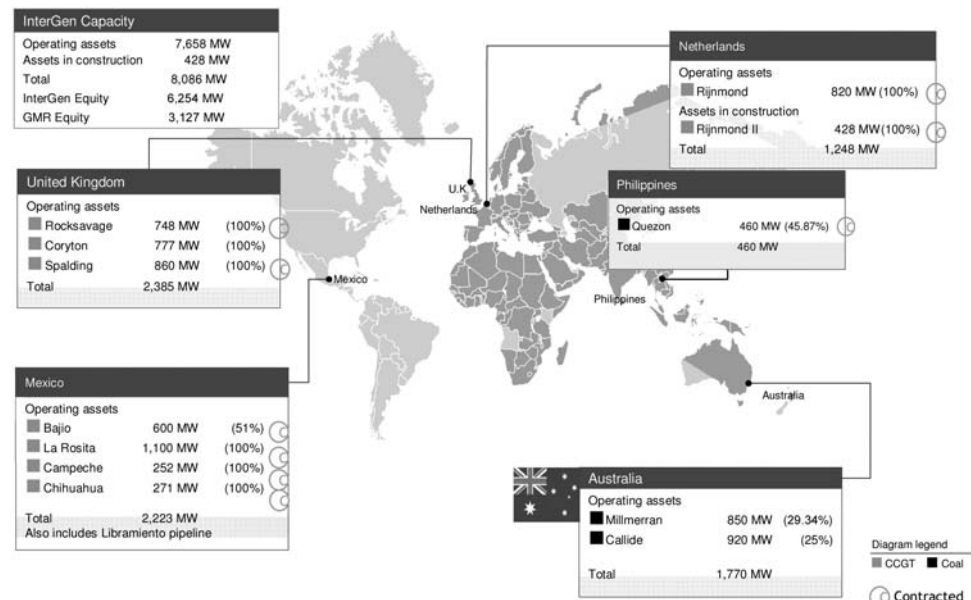 InterGen Capacity
Operating assets 7,658 MW
Assets in construction 428 MW
Total 8,086 MW
InterGen Equity 6,254 MW
GMR Equity 3,127 MW
Netherlands
Operating assets
Rijnmond 820 MW (100%)
Assets in construction
Rijnmond II 428 MW(100%)
Total 1,248 MW
United Kingdom
Operating assets
Rocksavage 748 MW (100%)
Coryton 777 MW (100%)
Spalding 860 MW (100%)
Total 2,385 MW
U.K
Netherlands
Philippines
Operating assets
Quezon 460 MW (45.87%)
Total 460 MW
Mexico
Philippines
Mexico
Operating assets
Bajio 600 MW (51%)
La Rosita 1,100 MW (100%)
Campeche 252 MW (100%)
Chihuahua 271 MW (100%)
Total 2,223 MW
Also includes Libramiento pipeline
Australia
Australia
Operating assets
Millmerran 850 MW (29.34%)
Callide 920 MW (25%)
Total 1,770 MW
Diagram legend
CCGT Coal
Contracted